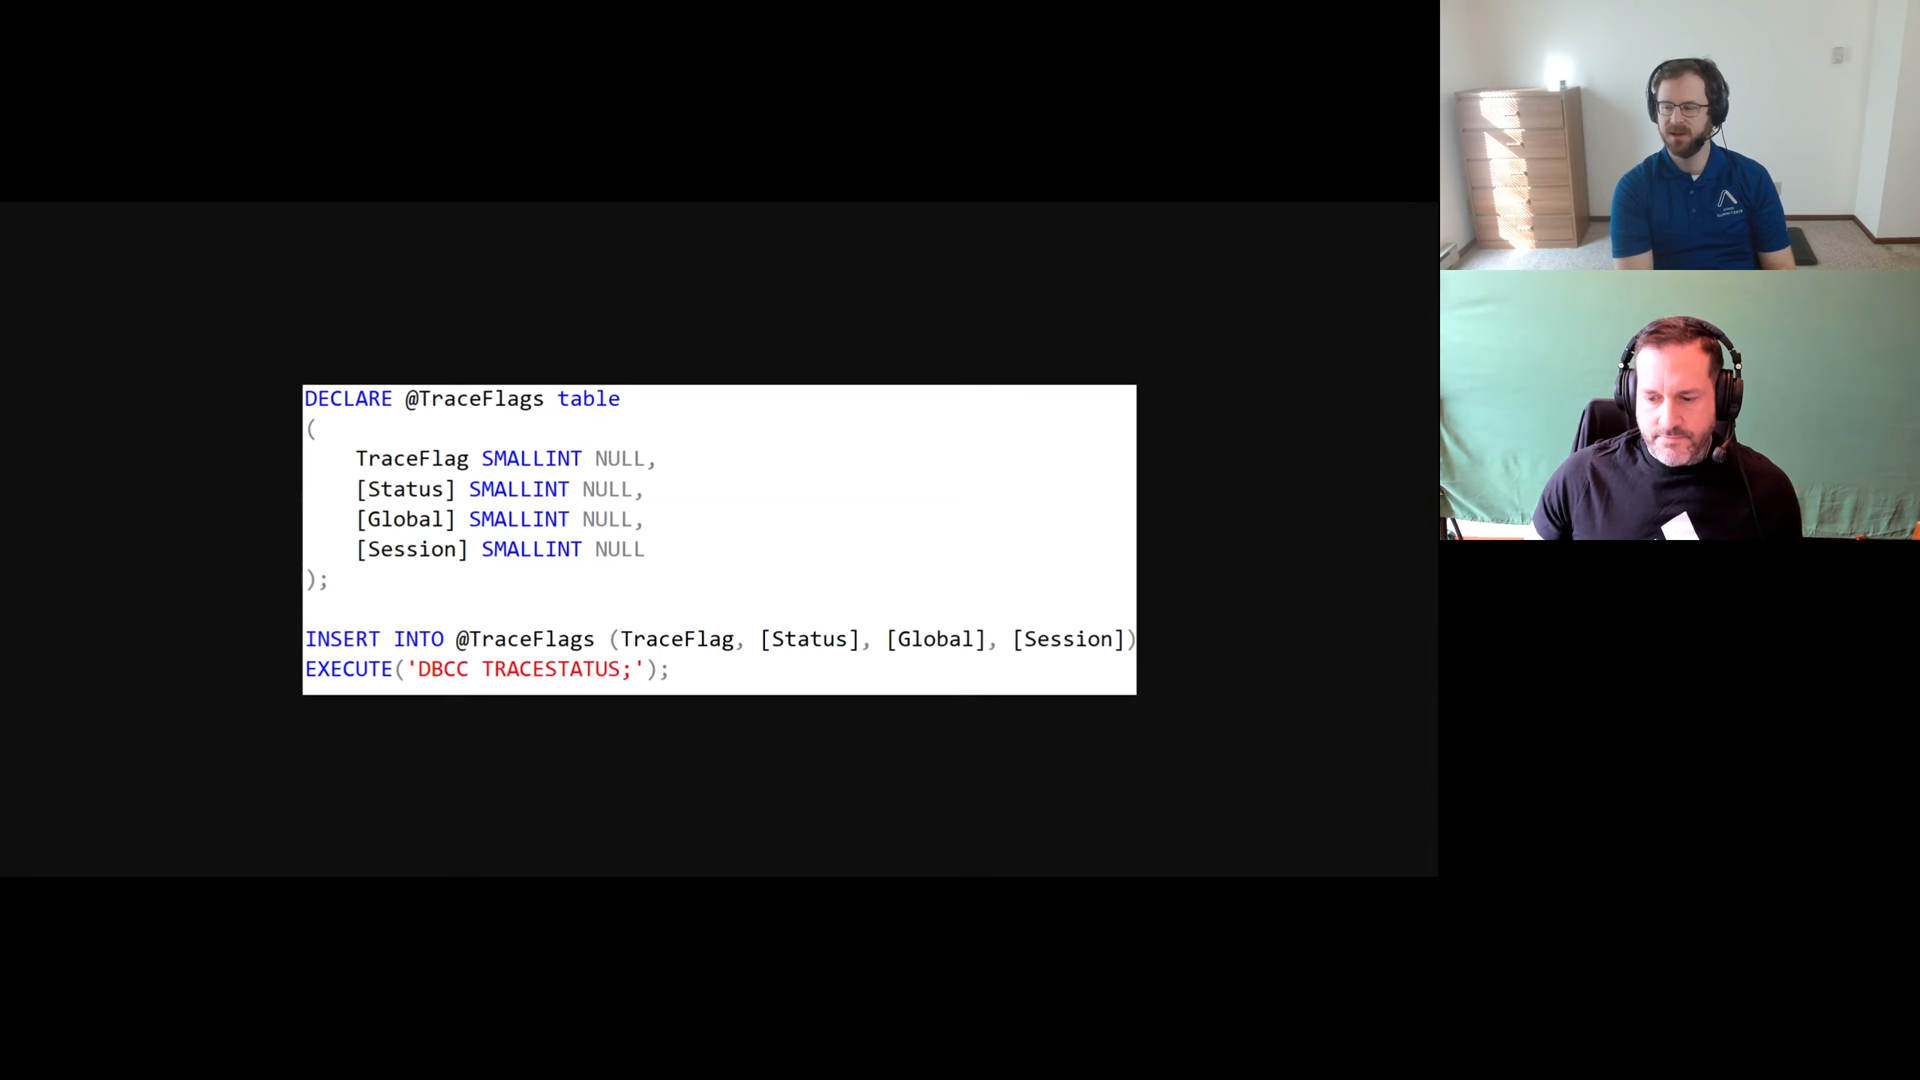 DECLARE @TraceFlags table
(
    TraceFlag SMALLINT NULL,
    [Status] SMALLINT NULL,
    [Global] SMALLINT NULL,
    [Session] SMALLINT NULL
);
INSERT INTO @TraceFlags (TraceFlag, [Status], [Global], [Session])
EXECUTE('DBCC TRACESTATUS;');